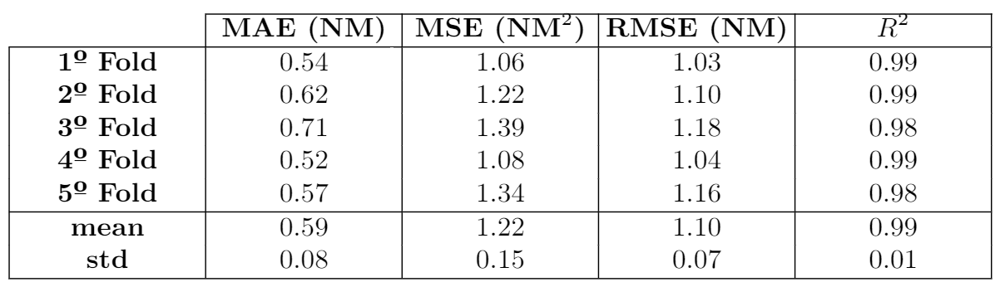 MAE (NM) MSE (NM²) RMSE (NM) R²
1º Fold 0.54 1.06 1.03 0.99
2º Fold 0.62 1.22 1.10 0.99
3º Fold 0.71 1.39 1.18 0.98
4º Fold 0.52 1.08 1.04 0.99
5º Fold 0.57 1.34 1.16 0.98
mean 0.59 1.22 1.10 0.99
std 0.08 0.15 0.07 0.01